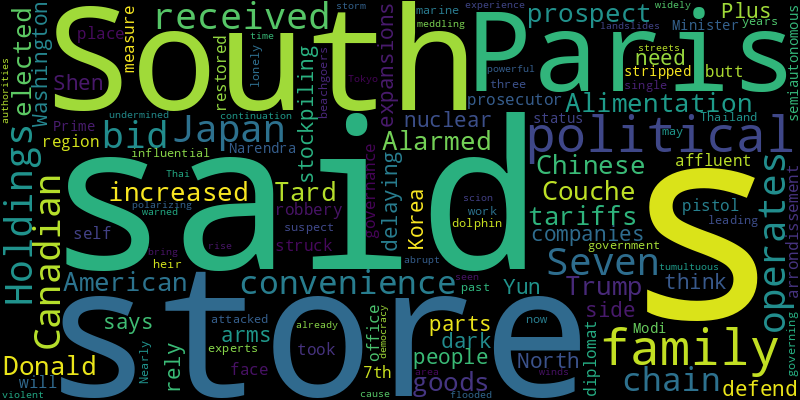 storm
experience
widely
marine
meddling
place
received
prospect
Plus
Minister
years
elected
Washington
South
Paris
measure
time
landslides
streets
restored
lonely
need
Shen
beachgoers
expansions
powerful
stripped
butt
authorities
three
single
Tokyo
prosecutor
Alimentation
semiautonomous
Prime
undermined
continuation
nuclear
status
Thailand
bid
Japan
stockpiling
political
may
region
Narendra
Alarmed
influential
Holdings
Thai
said
governance
delaying
Chinese
affluent
polarizing
warned
increased
Tard
Korea
Couche
S
pistol
operates
arrondissement
Canadian
robbery
scion
work
tariffs
leading
self
suspect
struck
dolphin
companies
government
heir
bring
rise
abrupt
Seven
tumultuous
American
convenience
seen
past
Yun
Trump
think
store
says
attacked
already
office
democracy
parts
side
Modi
governing
arms
now
diplomat
family
experts
took
people
dark
Donald
Nearly
rely
face
area
North
chain
will
7th
goods
defend
violent
cause
flooded
winds